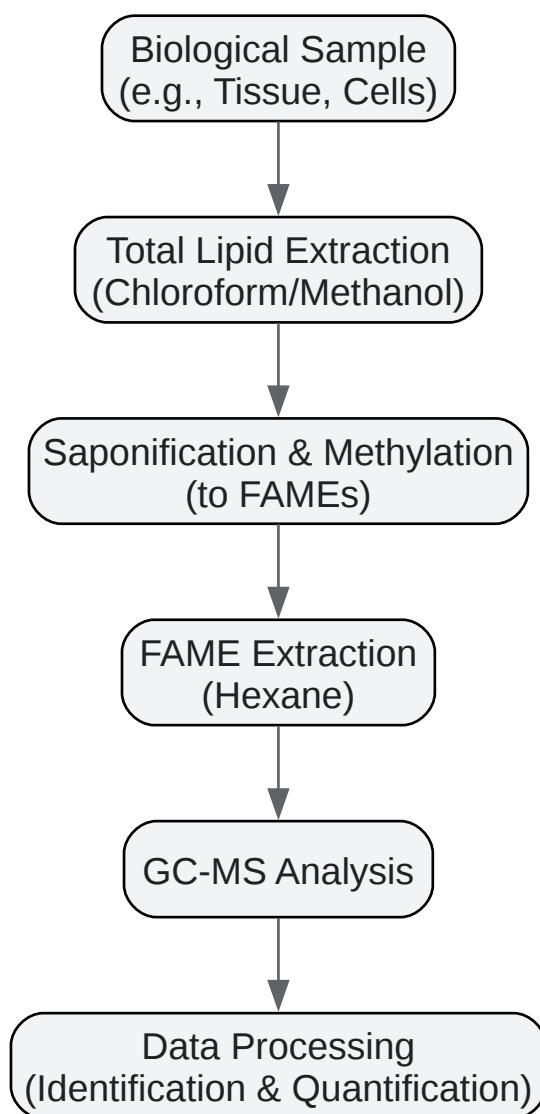 Biological Sample
(e.g., Tissue, Cells)
Total Lipid Extraction
(Chloroform/Methanol)
Saponification & Methylation
(to FAMEs)
FAME Extraction
(Hexane)
GC-MS Analysis
Data Processing
(Identification & Quantification)